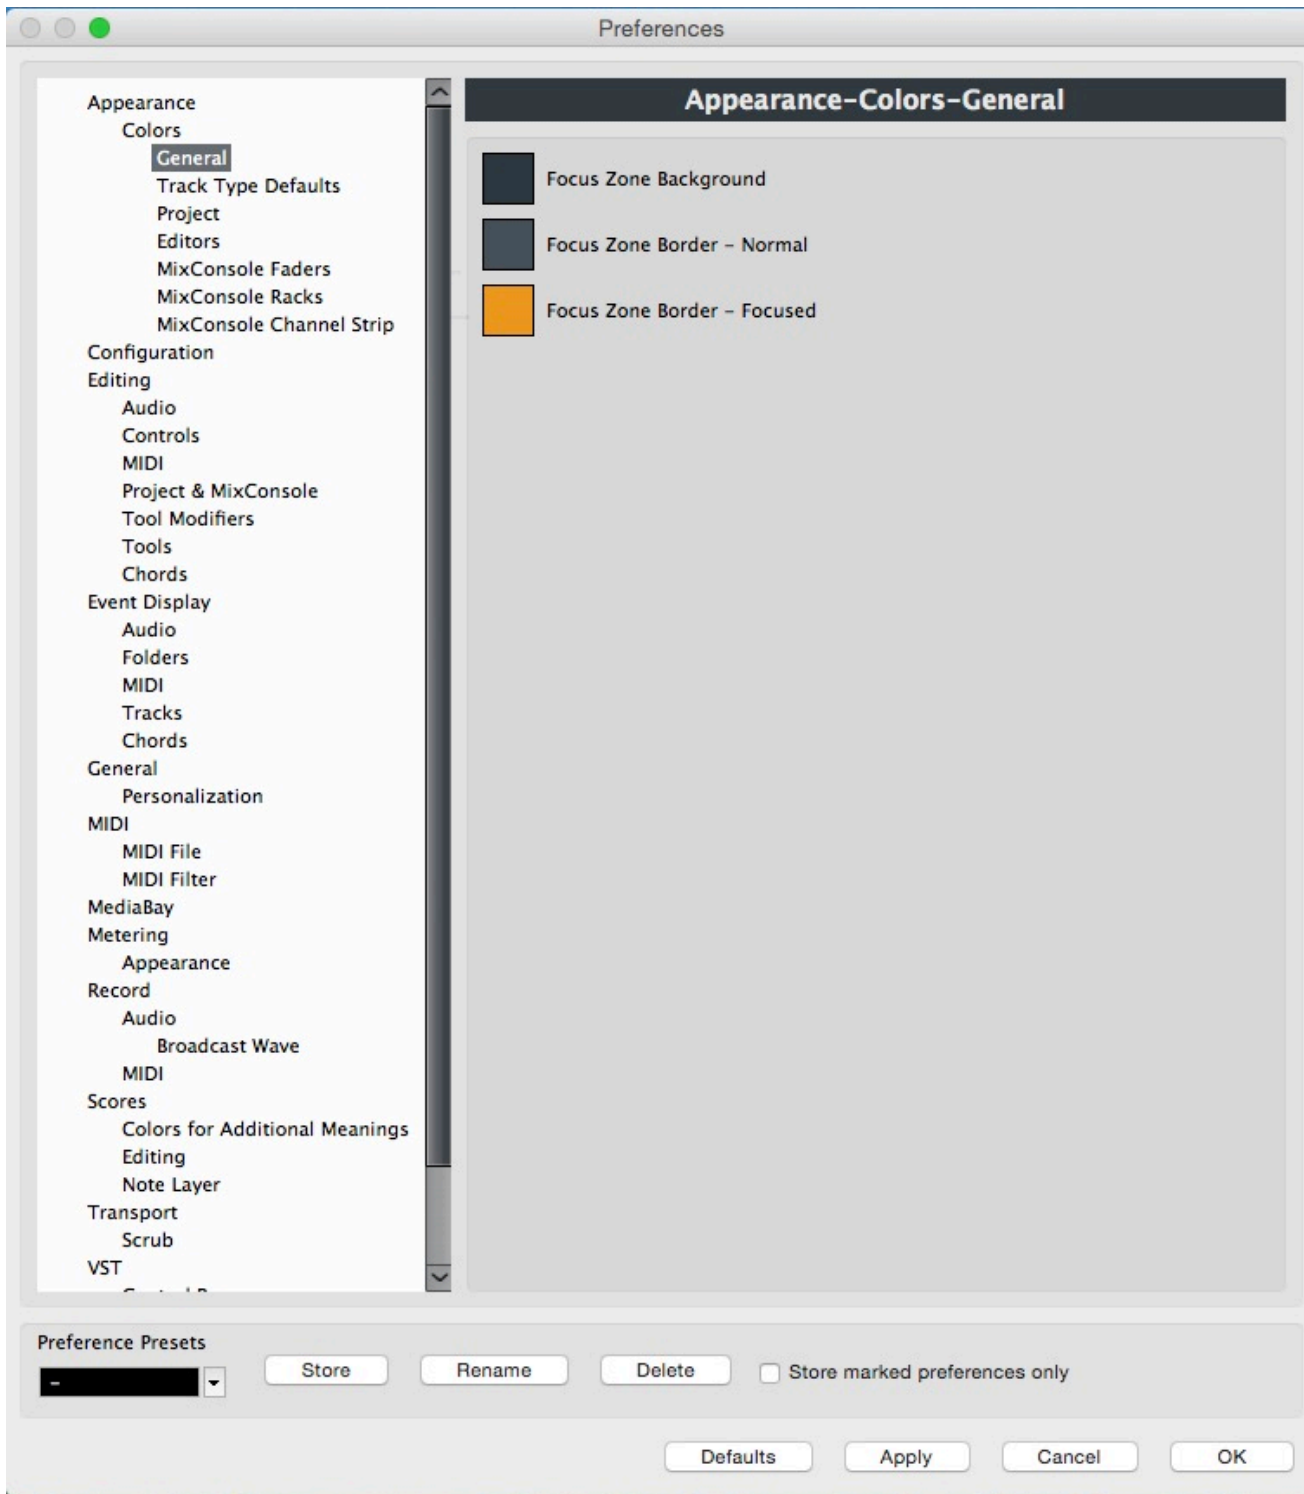 Preferences
Appearance
Colors
General
Track Type Defaults
Project
Editors
MixConsole Faders
MixConsole Racks
MixConsole Channel Strip
Configuration
Editing
Audio
Controls
MIDI
Project & MixConsole
Tool Modifiers
Tools
Chords
Event Display
Audio
Folders
MIDI
Tracks
Chords
General
Personalization
MIDI
MIDI File
MIDI Filter
MediaBay
Metering
Appearance
Record
Audio
Broadcast Wave
MIDI
Scores
Colors for Additional Meanings
Editing
Note Layer
Transport
Scrub
VST
Appearance-Colors-General
Focus Zone Background
Focus Zone Border - Normal
Focus Zone Border - Focused
Preference Presets
-
Store
Rename
Delete
Store marked preferences only
Defaults
Apply
Cancel
OK